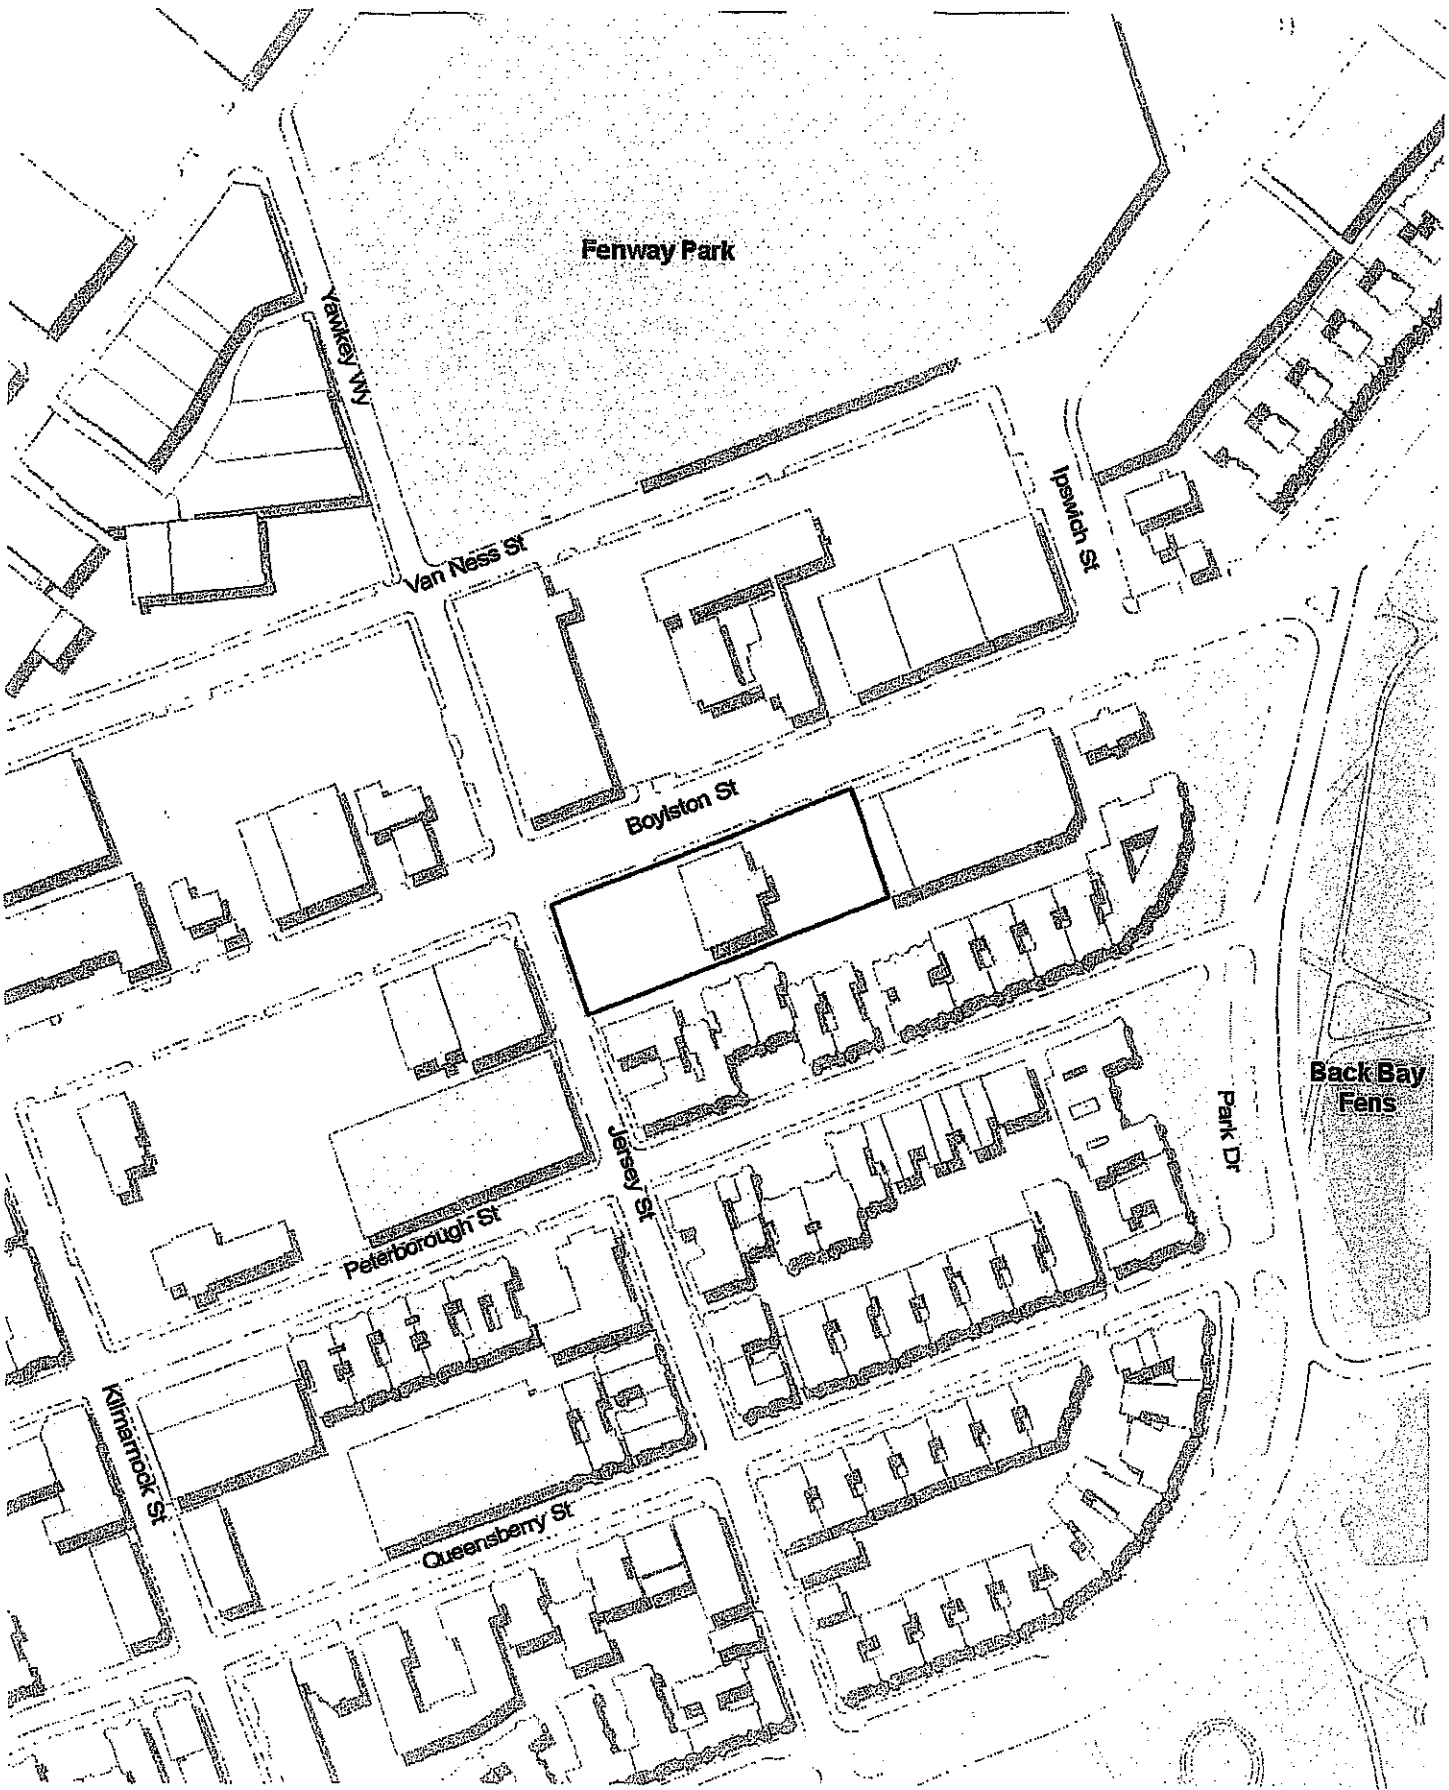 Fenway Park
Yawkey Wy
Ipswich St
Van Ness St
Boylston St
Back Bay
Fens
Park Dr
Jersey St
Peterborough St
Kilmarnock St
Queensberry St